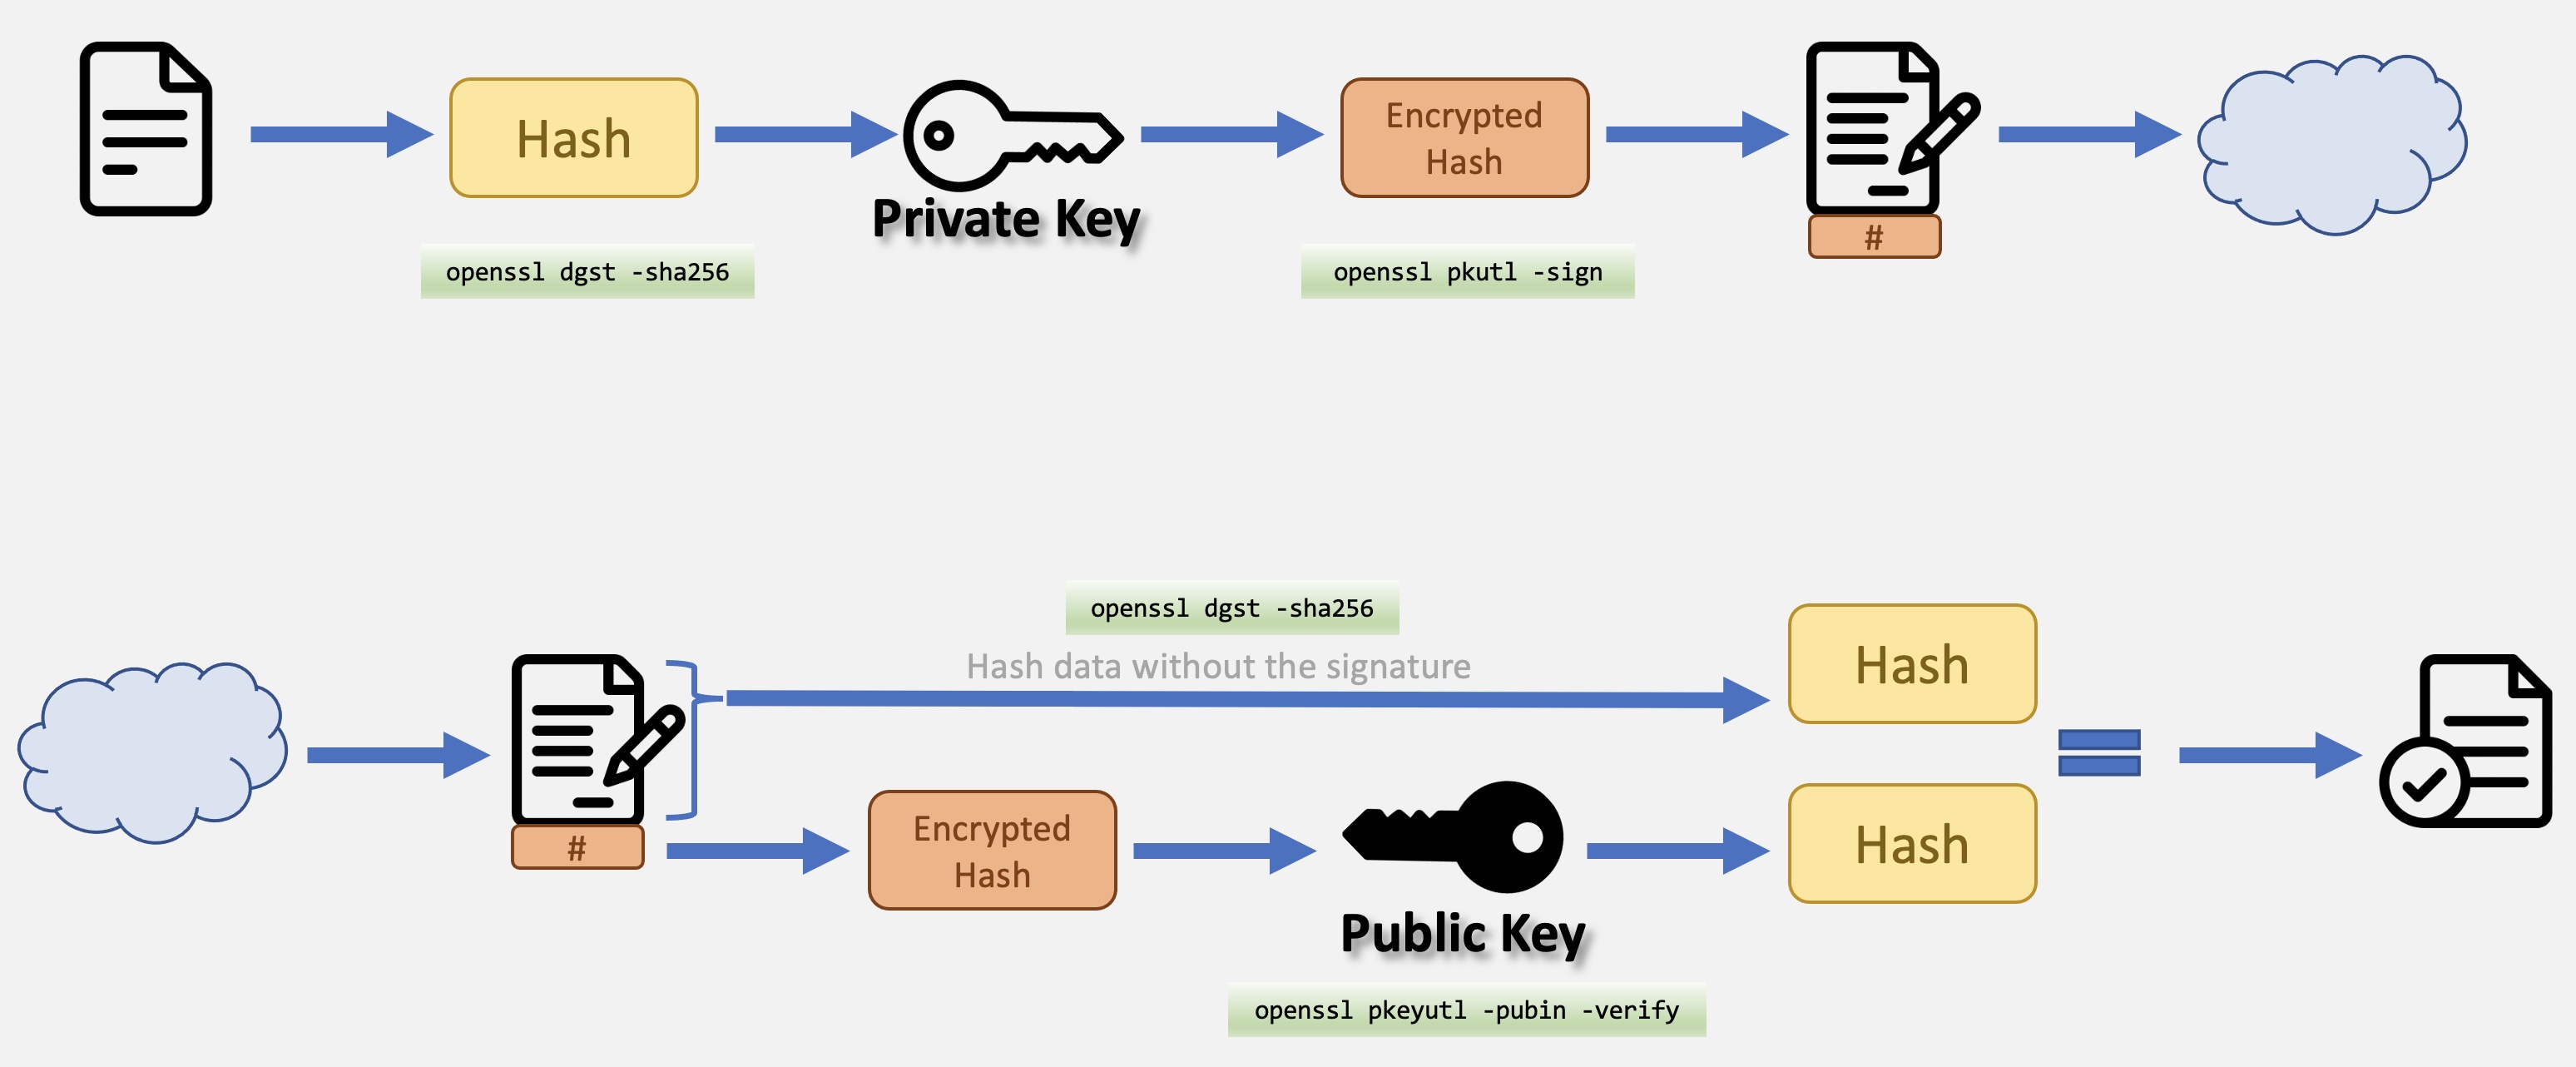 Hash
Private Key
Encrypted
Hash
#
openssl dgst -sha256
openssl pkutl -sign
openssl dgst -sha256
Hash data without the signature
Hash
#
Encrypted
Hash
Hash
Public Key
openssl pkeyutl -pubin -verify